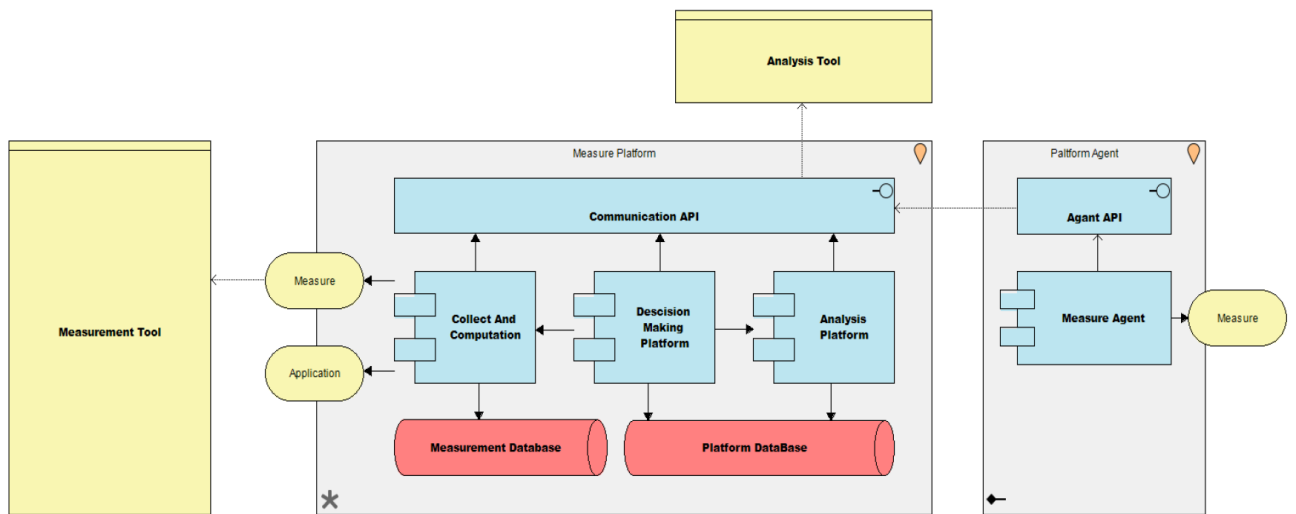 Analysis Tool
Measure Platform
Paltform Agent
Communication API
Agant API
Measure
Measurement Tool
Application
Collect And
Computation
Descision
Making
Platform
Analysis
Platform
Measure Agent
Measure
Measurement Database
Platform DataBase